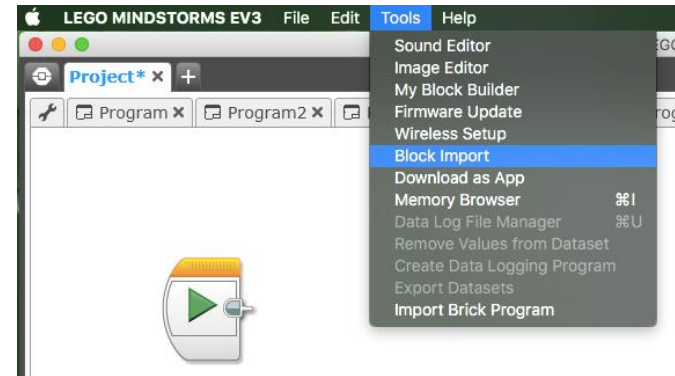 LEGO MINDSTORMS EV3 File Edit Tools Help
Project* × +
Program × Program2 ×
Sound Editor
Image Editor
My Block Builder
Firmware Update
Wireless Setup
Block Import
Download as App
Memory Browser ⌘I
Data Log File Manager ⌘U
Remove Values from Dataset
Create Data Logging Program
Export Datasets
Import Brick Program